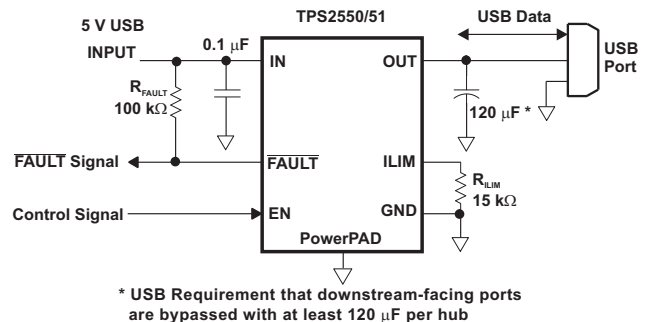 TPS2550/51
USB Data
5 V USB
INPUT
0.1 μF
IN
OUT
USB
Port
RFAULT
100 kΩ
120 μF *
FAULT Signal
FAULT
ILIM
RILIM
15 kΩ
Control Signal
EN
GND
PowerPAD
* USB Requirement that downstream-facing ports
are bypassed with at least 120 μF per hub